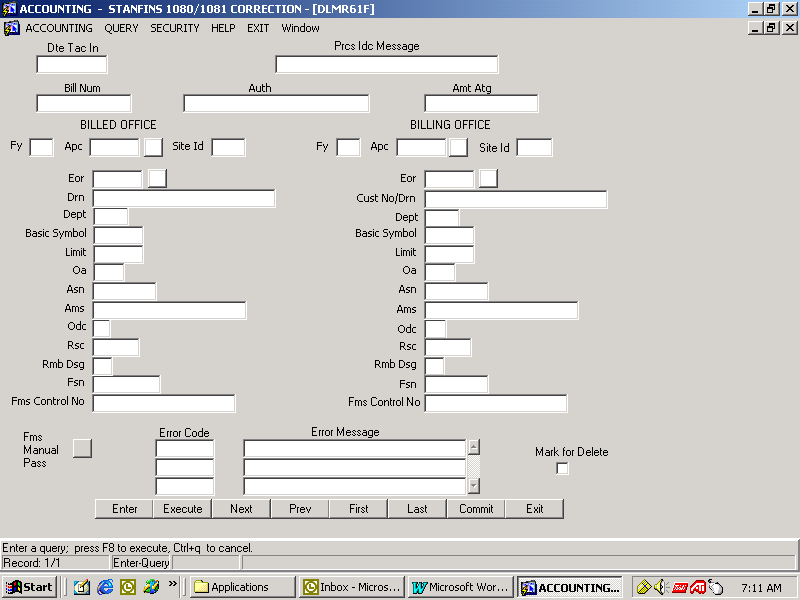 ACCOUNTING - STANFINS 1080/1081 CORRECTION - [DLMR61F]
ACCOUNTING QUERY SECURITY HELP EXIT Window
Dte Tac In Prcs Idc Message
Bill Num Auth Amt Atg
BILLED OFFICE BILLING OFFICE
Fy Apc Site Id Fy Apc Site Id
Eor Eor
Drn Cust No/Drn
Dept Dept
Basic Symbol Basic Symbol
Limit Limit
Oa Oa
Asn Asn
Ams Ams
Odc Odc
Rsc Rsc
Rmb Dsg Rmb Dsg
Fsn Fsn
Fms Control No Fms Control No
Fms
Manual
Pass
Error Code Error Message
Mark for Delete
Enter Execute Next Prev First Last Commit Exit
Enter a query; press F8 to execute, Ctrl+q to cancel.
Record: 1/1 Enter-Query
Start » Applications Inbox - Micros... Microsoft Wor... ACCOUNTING... 7:11 AM